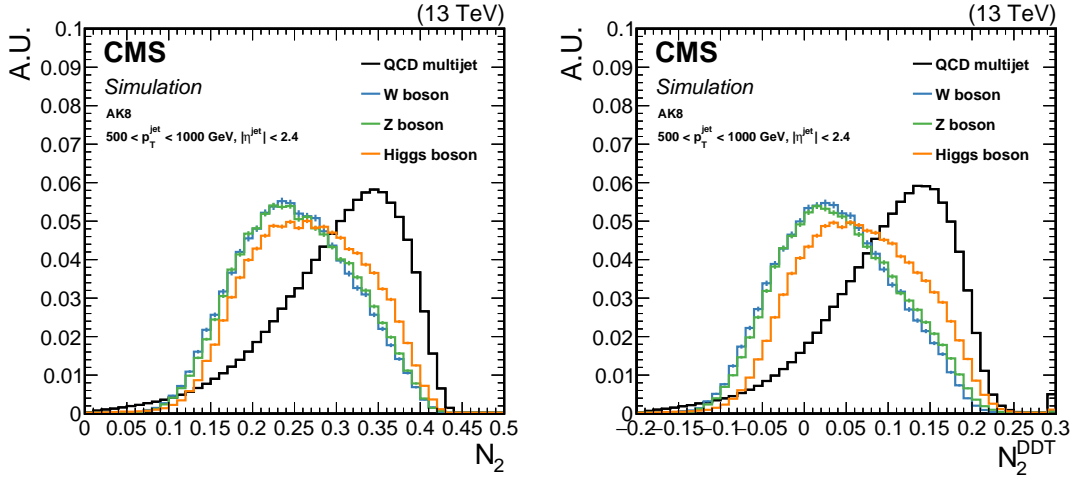 (13 TeV)
A.U.
0.1
0.09
0.08
0.07
0.06
0.05
0.04
0.03
0.02
0.01
0
CMS
Simulation
AK8
500 < p_T^jet < 1000 GeV, |η^jet| < 2.4
QCD multijet
W boson
Z boson
Higgs boson
0 0.05 0.1 0.15 0.2 0.25 0.3 0.35 0.4 0.45 0.5
N_2
(13 TeV)
A.U.
0.1
0.09
0.08
0.07
0.06
0.05
0.04
0.03
0.02
0.01
0
CMS
Simulation
AK8
500 < p_T^jet < 1000 GeV, |η^jet| < 2.4
QCD multijet
W boson
Z boson
Higgs boson
−0.2 −0.15 −0.1 −0.05 0 0.05 0.1 0.15 0.2 0.25 0.3
N_2^DDT